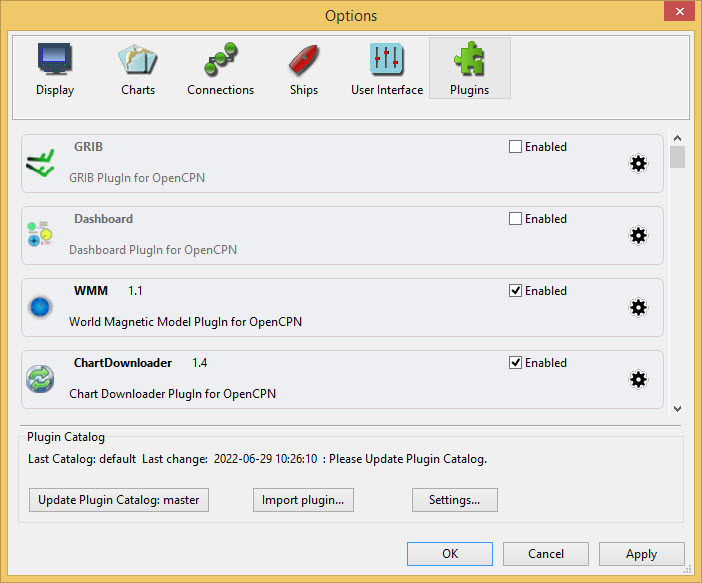 Options
Display Charts Connections Ships User Interface Plugins
GRIB Enabled
GRIB PlugIn for OpenCPN
Dashboard Enabled
Dashboard PlugIn for OpenCPN
WMM 1.1 Enabled
World Magnetic Model PlugIn for OpenCPN
ChartDownloader 1.4 Enabled
Chart Downloader PlugIn for OpenCPN
Plugin Catalog
Last Catalog: default Last change: 2022-06-29 10:26:10 : Please Update Plugin Catalog.
Update Plugin Catalog: master Import plugin... Settings...
OK Cancel Apply